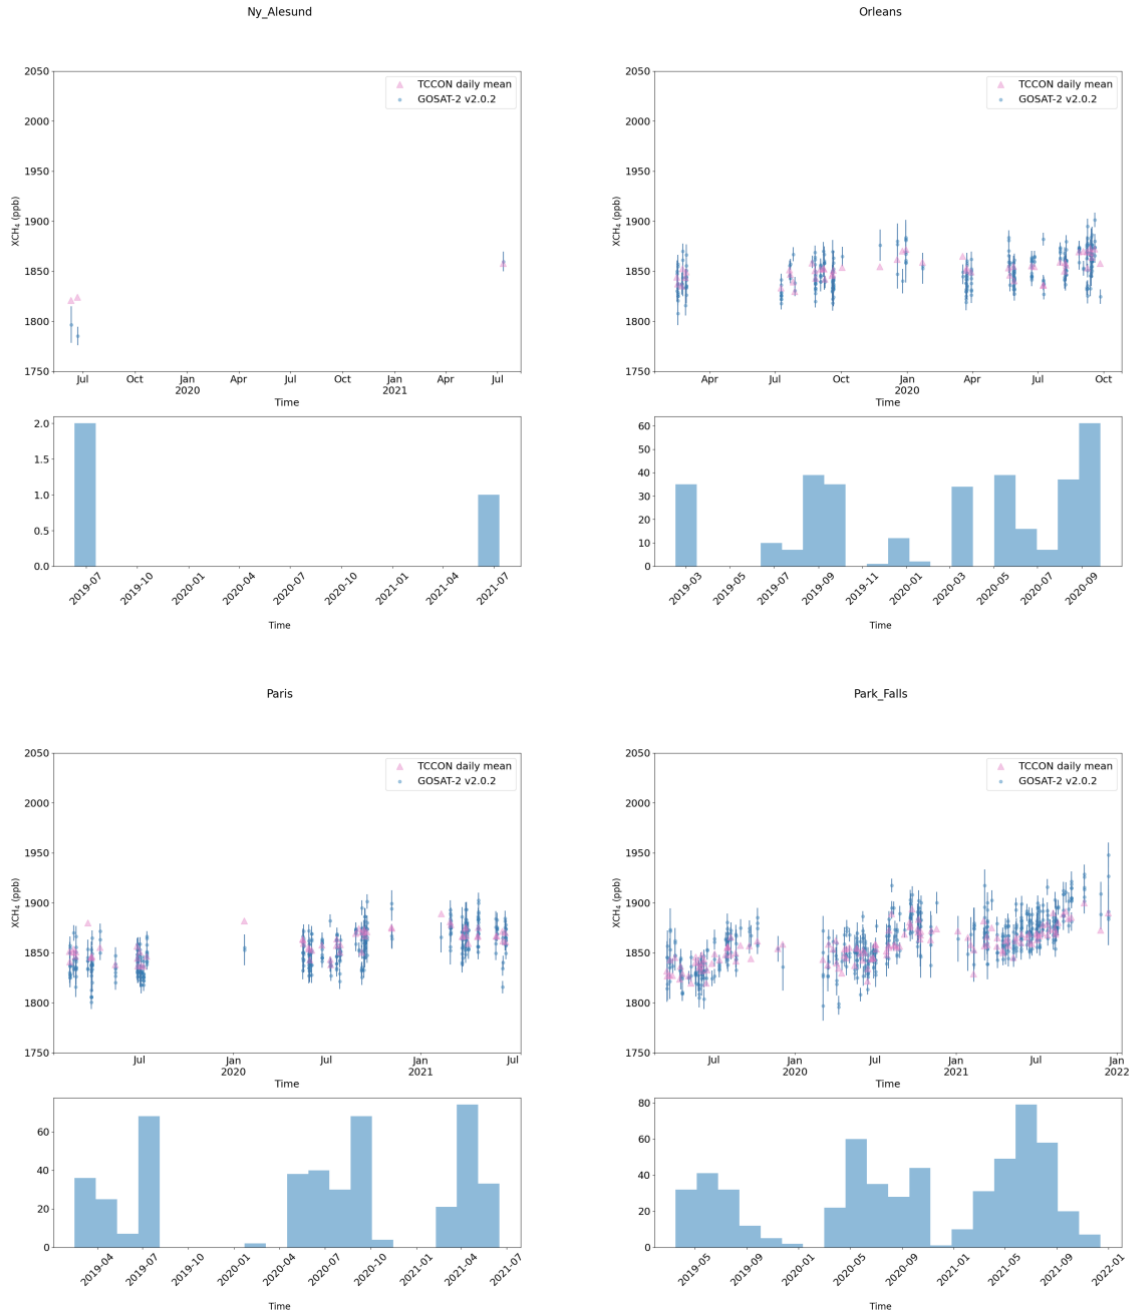 Ny_Alesund
2050
2000
1950
1900
1850
1800
1750
XCH₄ (ppb)
TCCON daily mean
GOSAT-2 v2.0.2
Jul Oct Jan Apr Jul Oct Jan Apr Jul
2020 2021
Time
2.0
1.5
1.0
0.5
0.0
2019-07 2019-10 2020-01 2020-04 2020-07 2020-10 2021-01 2021-04 2021-07
Time
Orleans
2050
2000
1950
1900
1850
1800
1750
XCH₄ (ppb)
TCCON daily mean
GOSAT-2 v2.0.2
Apr Jul Oct Jan Apr Jul Oct
2020
Time
60
50
40
30
20
10
0
2019-03 2019-05 2019-07 2019-09 2019-11 2020-01 2020-03 2020-05 2020-07 2020-09
Time
Paris
2050
2000
1950
1900
1850
1800
1750
XCH₄ (ppb)
TCCON daily mean
GOSAT-2 v2.0.2
Jul Jan Jul Jan Jul
2020 2021
Time
60
40
20
0
2019-04 2019-07 2019-10 2020-01 2020-04 2020-07 2020-10 2021-01 2021-04 2021-07
Time
Park_Falls
2050
2000
1950
1900
1850
1800
1750
XCH₄ (ppb)
TCCON daily mean
GOSAT-2 v2.0.2
Jul Jan Jul Jan Jul Jan
2020 2021 2022
Time
80
60
40
20
0
2019-05 2019-09 2020-01 2020-05 2020-09 2021-01 2021-05 2021-09 2022-01
Time